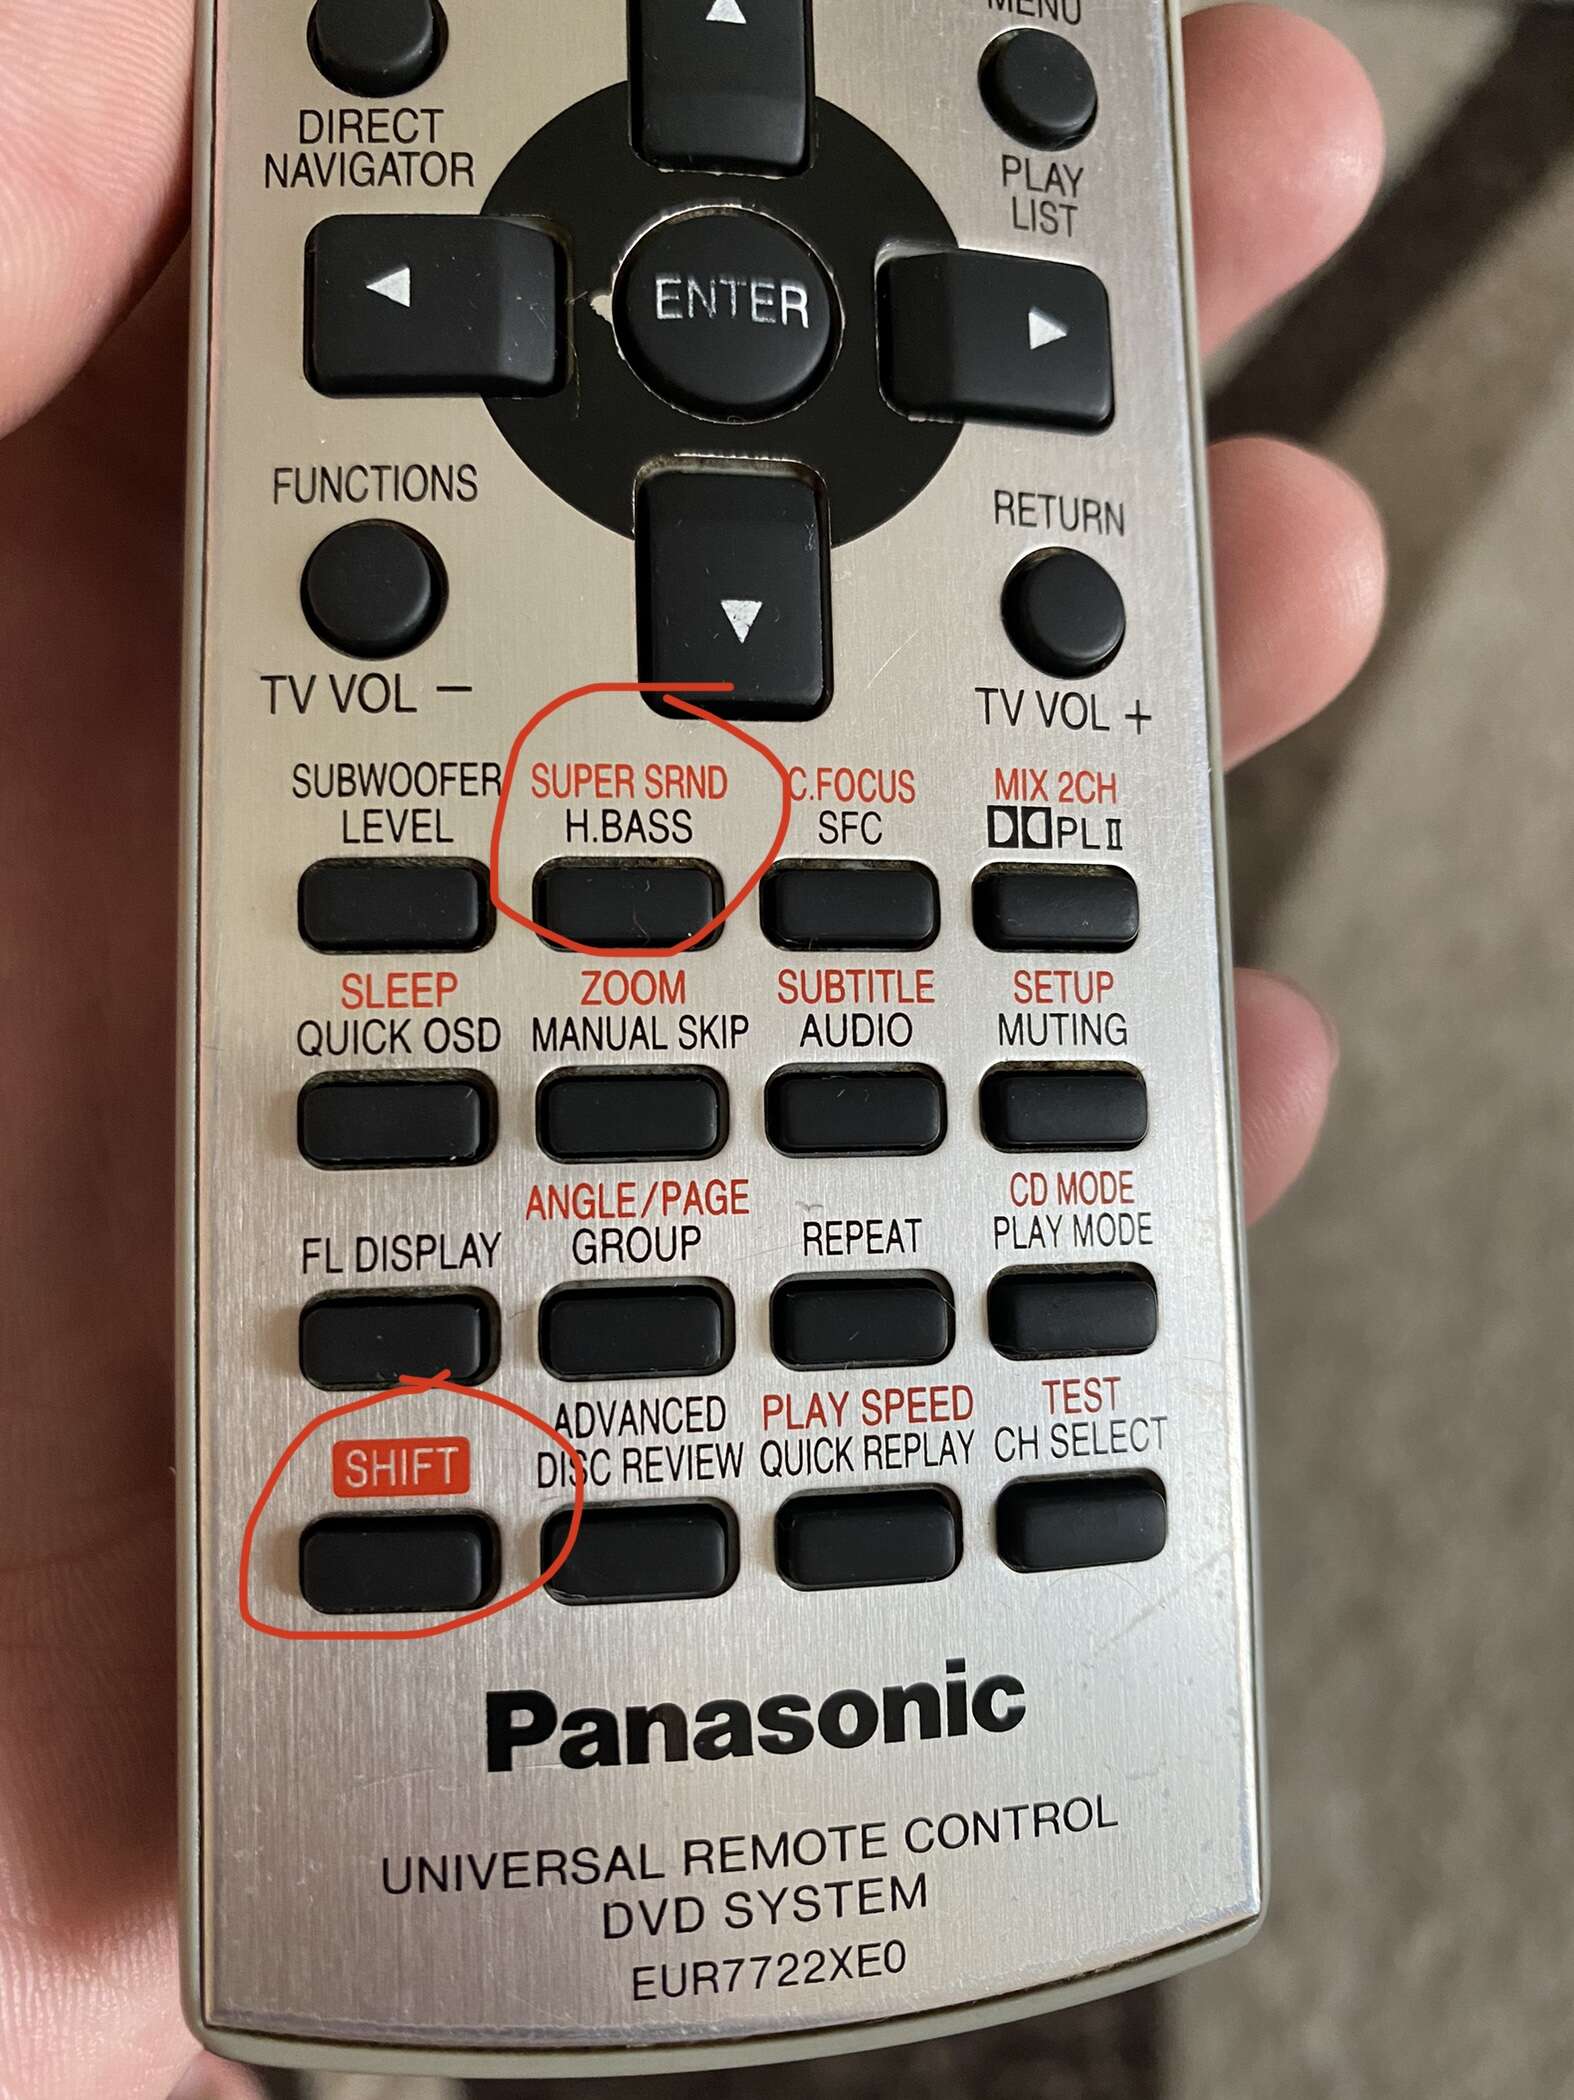 MENU
DIRECT
NAVIGATOR
PLAY
LIST
ENTER
FUNCTIONS
RETURN
TV VOL −
TV VOL +
SUBWOOFER
LEVEL
SUPER SRND
H.BASS
C.FOCUS
SFC
MIX 2CH
PL II
SLEEP
QUICK OSD
ZOOM
MANUAL SKIP
SUBTITLE
AUDIO
SETUP
MUTING
FL DISPLAY
ANGLE/PAGE
GROUP
REPEAT
CD MODE
PLAY MODE
SHIFT
ADVANCED
DISC REVIEW
PLAY SPEED
QUICK REPLAY
TEST
CH SELECT
Panasonic
UNIVERSAL REMOTE CONTROL
DVD SYSTEM
EUR7722XE0